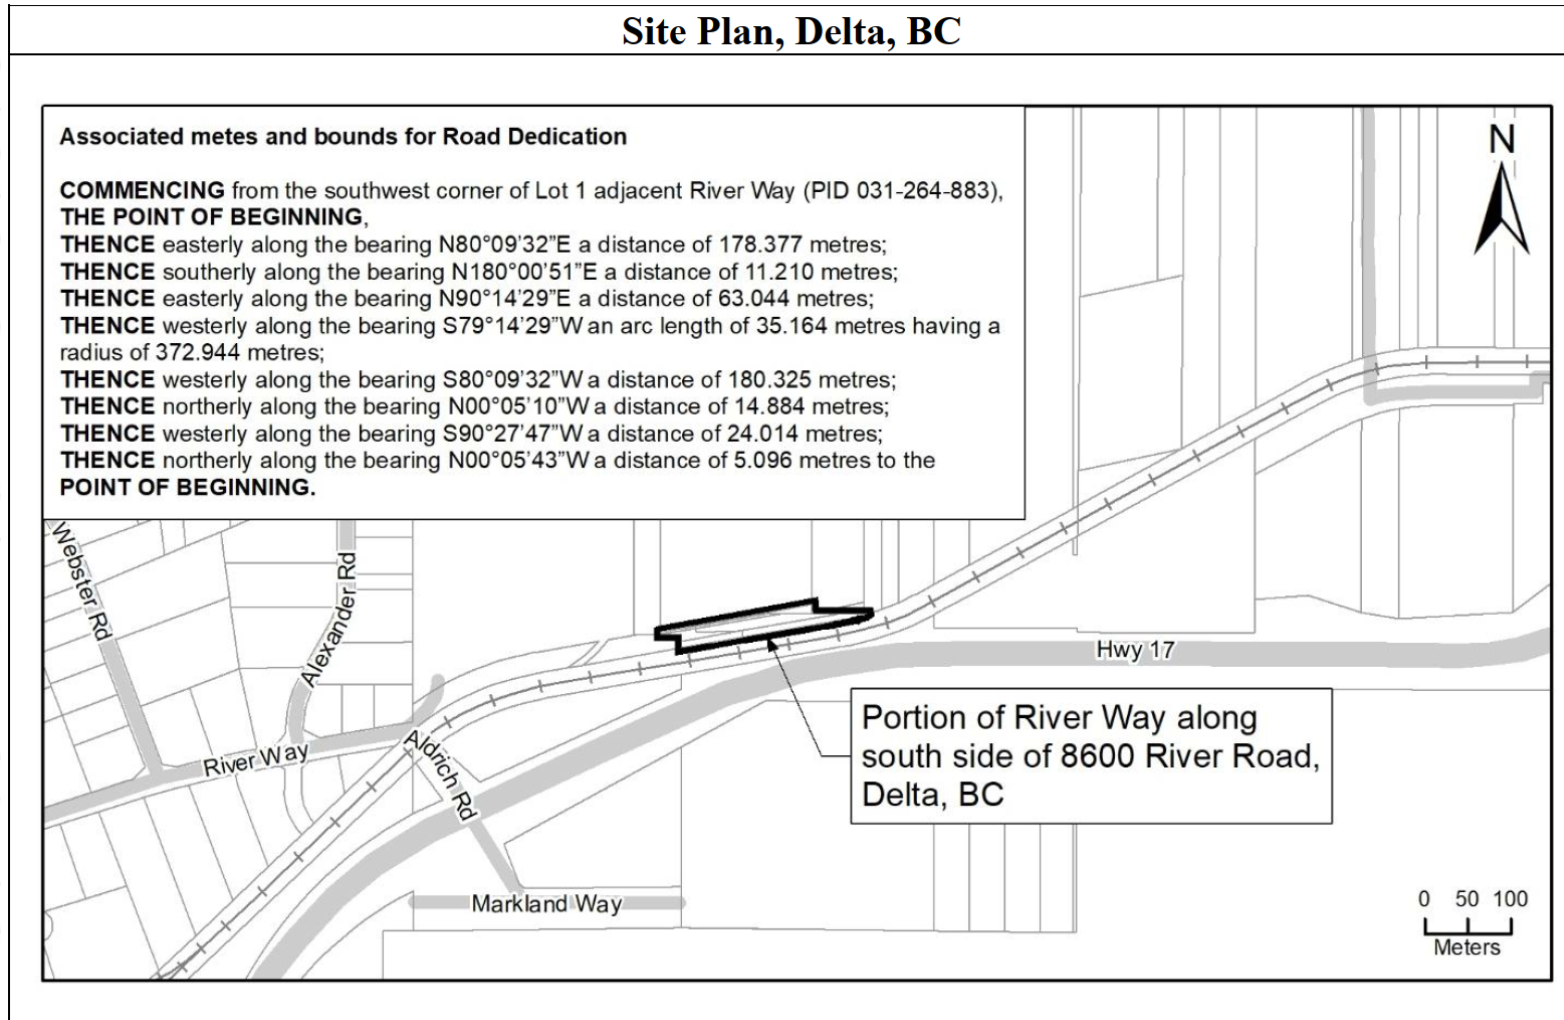 Site Plan, Delta, BC
Associated metes and bounds for Road Dedication
COMMENCING from the southwest corner of Lot 1 adjacent River Way (PID 031-264-883),
THE POINT OF BEGINNING,
THENCE easterly along the bearing N80°09'32"E a distance of 178.377 metres;
THENCE southerly along the bearing N180°00'51"E a distance of 11.210 metres;
THENCE easterly along the bearing N90°14'29"E a distance of 63.044 metres;
THENCE westerly along the bearing S79°14'29"W an arc length of 35.164 metres having a
radius of 372.944 metres;
THENCE westerly along the bearing S80°09'32"W a distance of 180.325 metres;
THENCE northerly along the bearing N00°05'10"W a distance of 14.884 metres;
THENCE westerly along the bearing S90°27'47"W a distance of 24.014 metres;
THENCE northerly along the bearing N00°05'43"W a distance of 5.096 metres to the
POINT OF BEGINNING.
N
Webster Rd
Alexander Rd
River Way
Aldrich Rd
Hwy 17
Portion of River Way along
south side of 8600 River Road,
Delta, BC
Markland Way
0 50 100
Meters